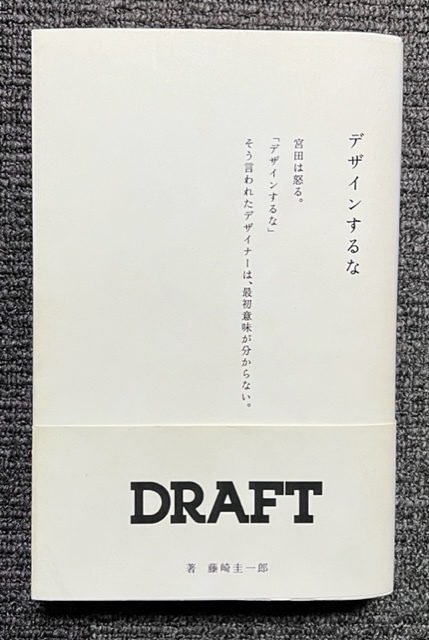 デザインするな
宮田は怒る。
「デザインするな」
そう言われたデザイナーは、最初意味が分からない。
DRAFT
著 藤崎圭一郎